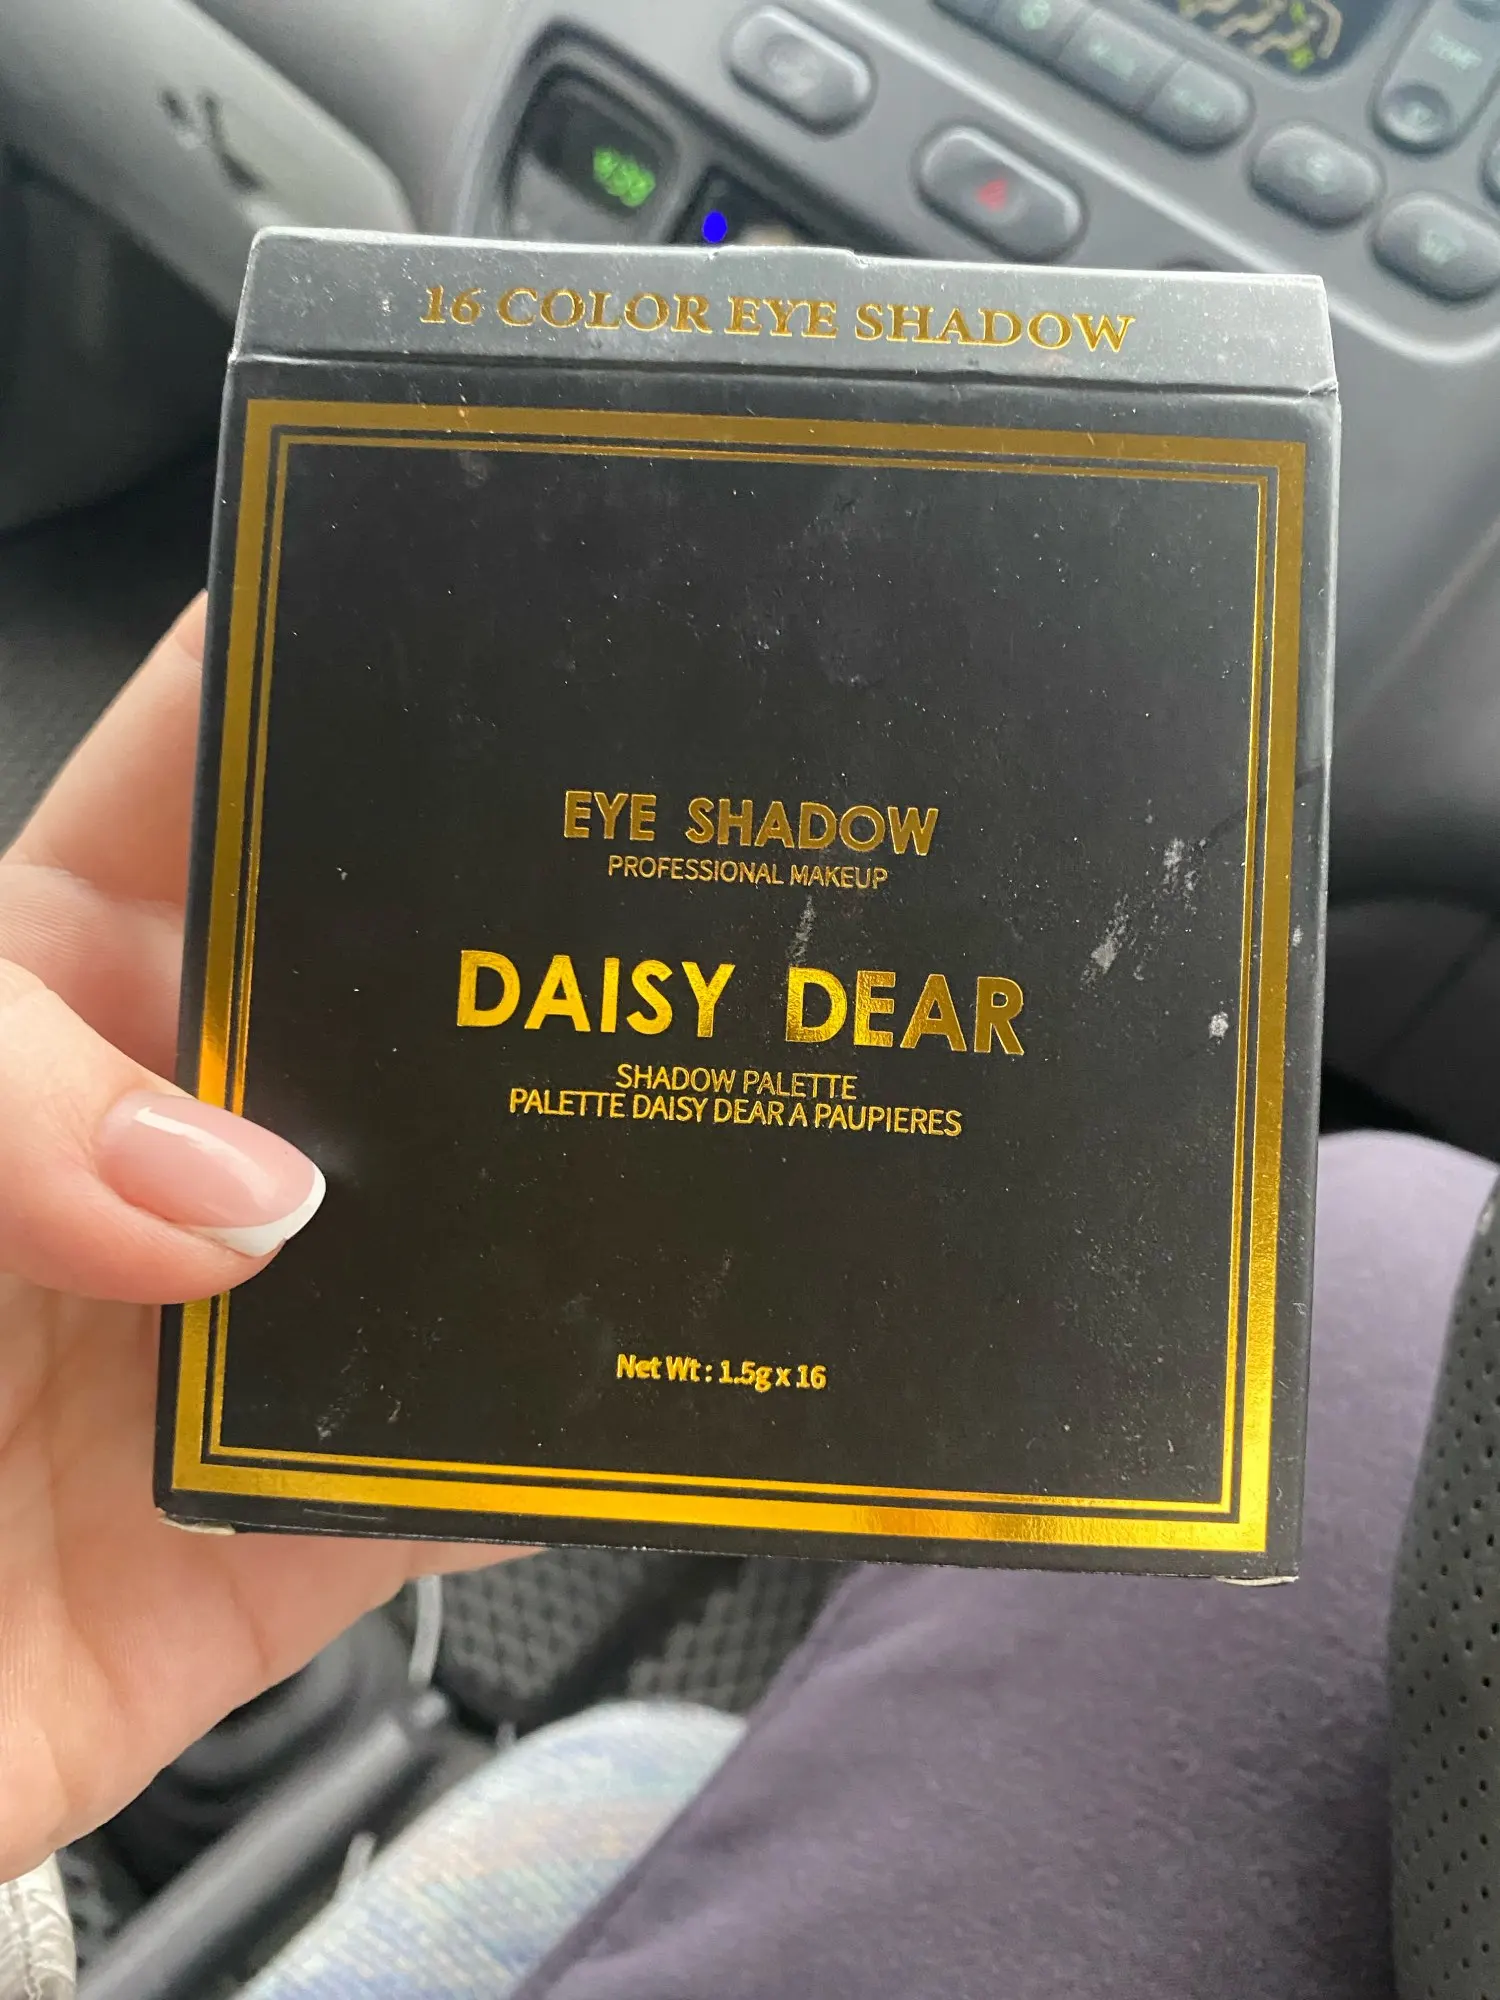 16 COLOR EYE SHADOW
EYE SHADOW
PROFESSIONAL MAKEUP
DAISY DEAR
SHADOW PALETTE
PALETTE DAISY DEAR A PAUPIERES
Net Wt : 1.5g x 16